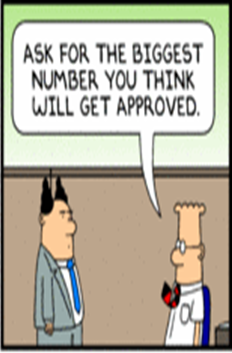 ASK FOR THE BIGGEST
NUMBER YOU THINK
WILL GET APPROVED.